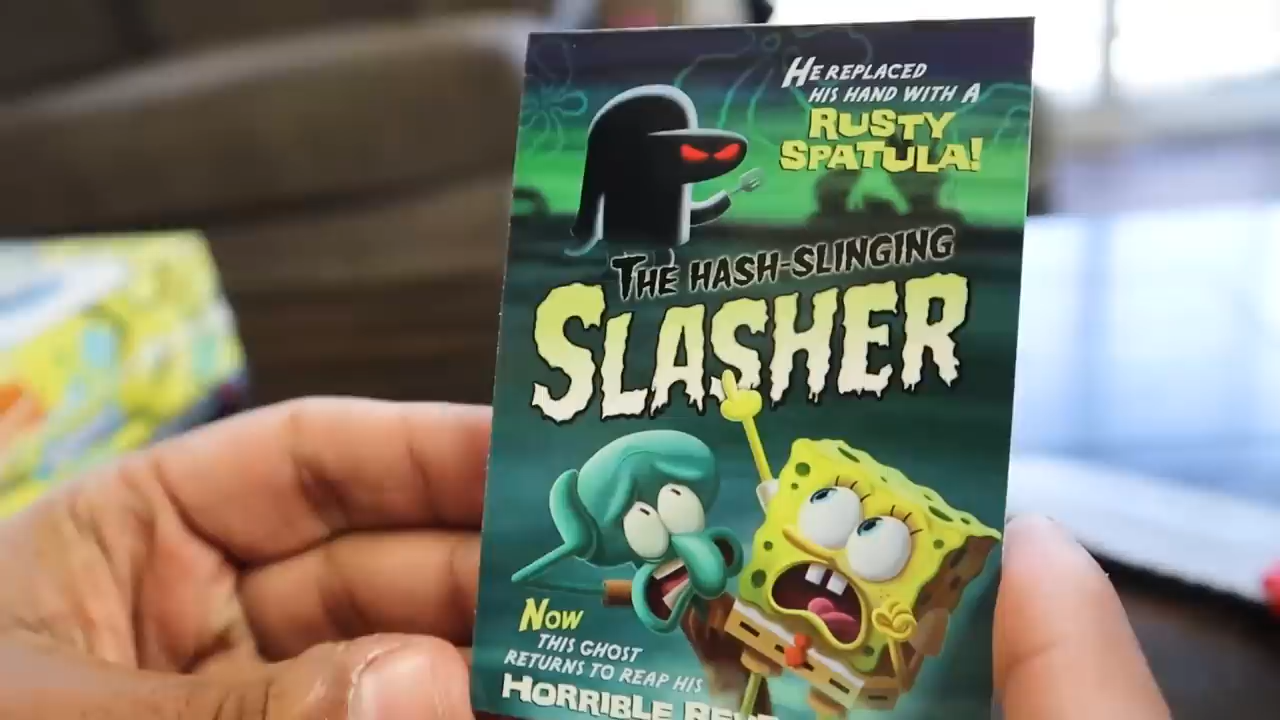 HE REPLACED
HIS HAND WITH A
RUSTY
SPATULA!
THE HASH-SLINGING
SLASHER
NOW
THIS GHOST
RETURNS TO REAP HIS
HORRIBLE